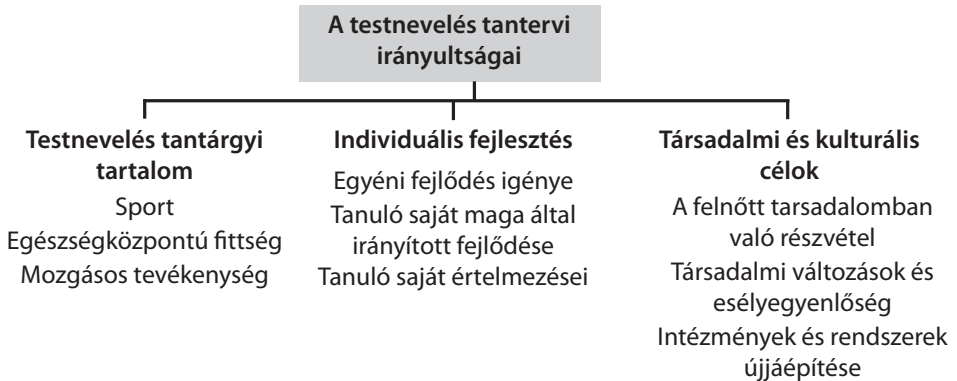 A testnevelés tantervi
irányultságai
Testnevelés tantárgyi
tartalom
Sport
Egészségközpontú fittség
Mozgásos tevékenység
Individuális fejlesztés
Egyéni fejlődés igénye
Tanuló saját maga által
irányított fejlődése
Tanuló saját értelmezései
Társadalmi és kulturális
célok
A felnőtt tarsadalomban
való részvétel
Társadalmi változások és
esélyegyenlőség
Intézmények és rendszerek
újjáépítése